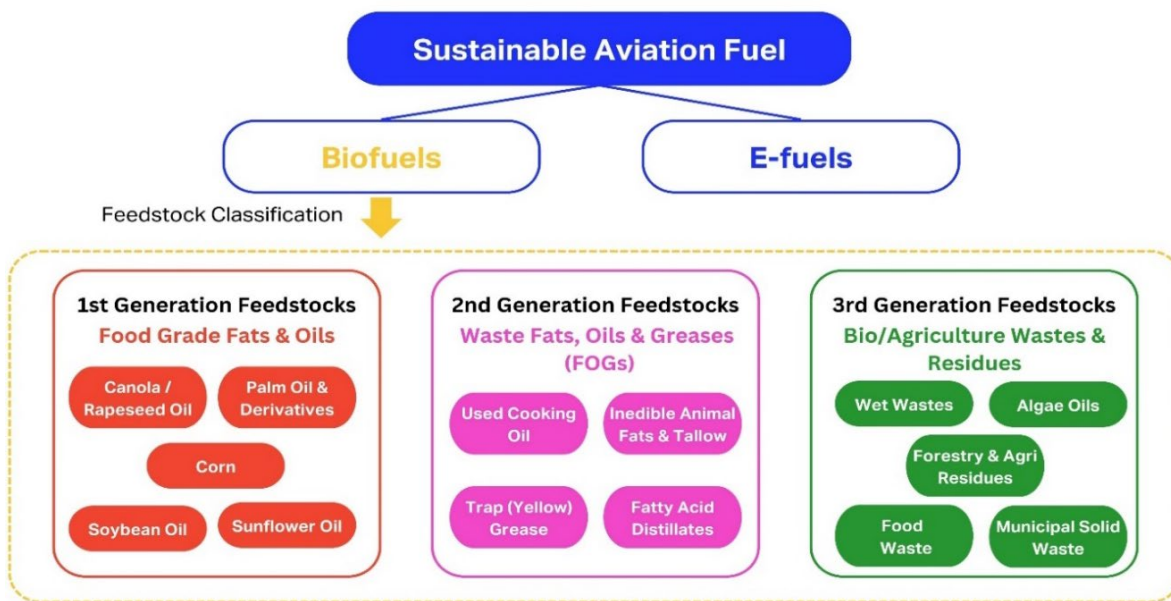 Sustainable Aviation Fuel
Biofuels
E-fuels
Feedstock Classification
1st Generation Feedstocks
Food Grade Fats & Oils
Canola /
Rapeseed Oil
Palm Oil &
Derivatives
Corn
Soybean Oil
Sunflower Oil
2nd Generation Feedstocks
Waste Fats, Oils & Greases
(FOGs)
Used Cooking
Oil
Inedible Animal
Fats & Tallow
Trap (Yellow)
Grease
Fatty Acid
Distillates
3rd Generation Feedstocks
Bio/Agriculture Wastes &
Residues
Wet Wastes
Algae Oils
Forestry & Agri
Residues
Food
Waste
Municipal Solid
Waste